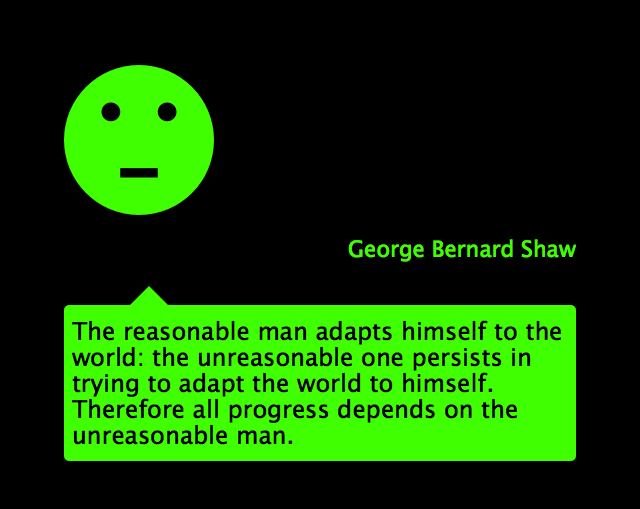 George Bernard Shaw
The reasonable man adapts himself to the
world: the unreasonable one persists in
trying to adapt the world to himself.
Therefore all progress depends on the
unreasonable man.